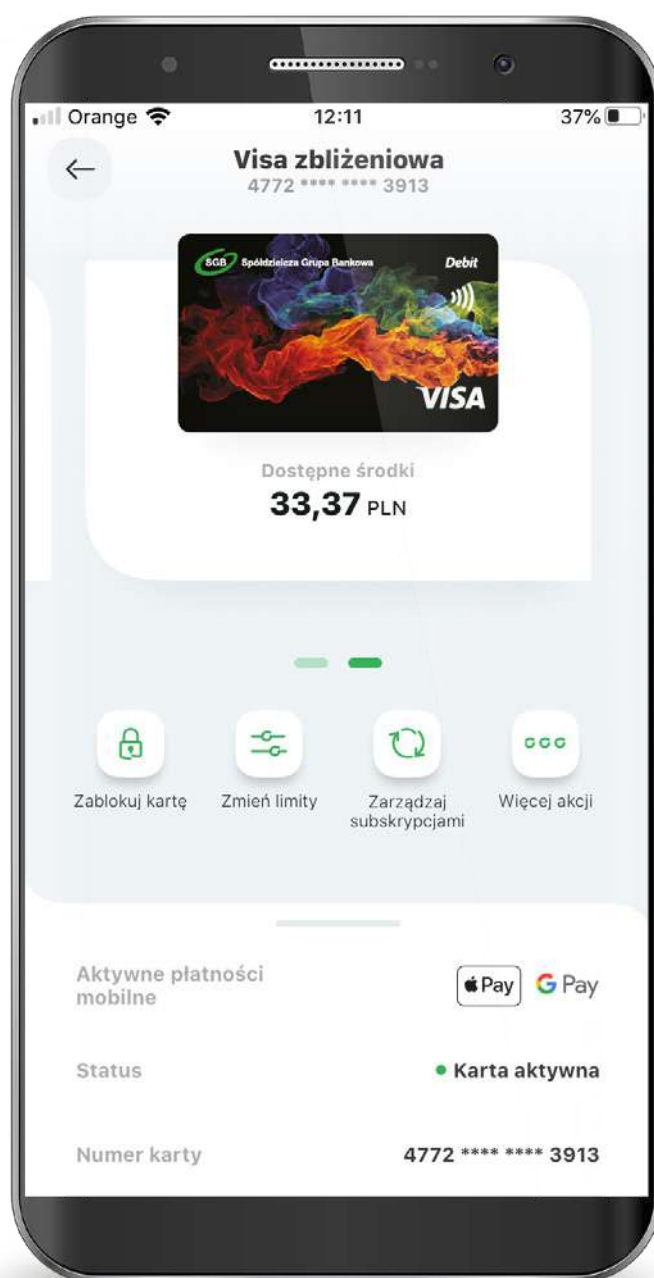 Orange 12:11 37%
Visa zbliżeniowa
4772 **** **** 3913
SGB Spółdzielcza Grupa Bankowa Debit
VISA
Dostępne środki
33,37 PLN
Zablokuj kartę Zmień limity Zarządzaj subskrypcjami Więcej akcji
Aktywne płatności
mobilne
Pay G Pay
Status Karta aktywna
Numer karty 4772 **** **** 3913